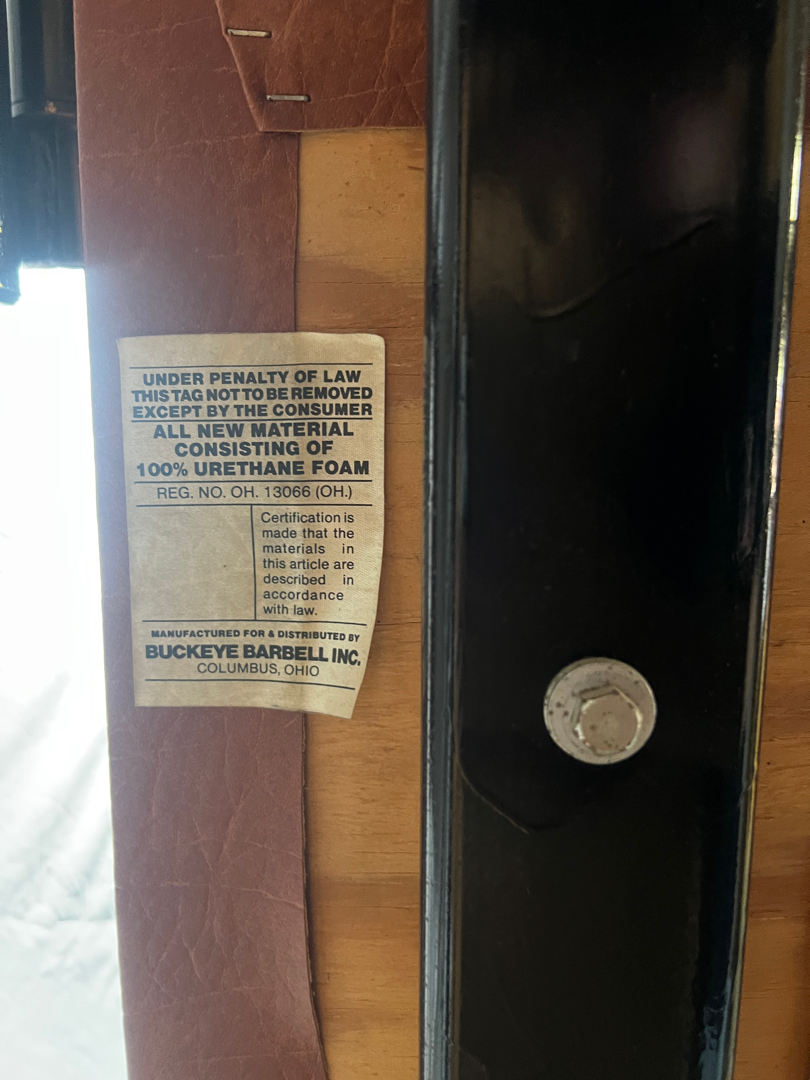 UNDER PENALTY OF LAW
THIS TAG NOT TO BE REMOVED
EXCEPT BY THE CONSUMER
ALL NEW MATERIAL
CONSISTING OF
100% URETHANE FOAM
REG. NO. OH. 13066 (OH.)
Certification is
made that the
materials in
this article are
described in
accordance
with law.
MANUFACTURED FOR & DISTRIBUTED BY
BUCKEYE BARBELL INC.
COLUMBUS, OHIO